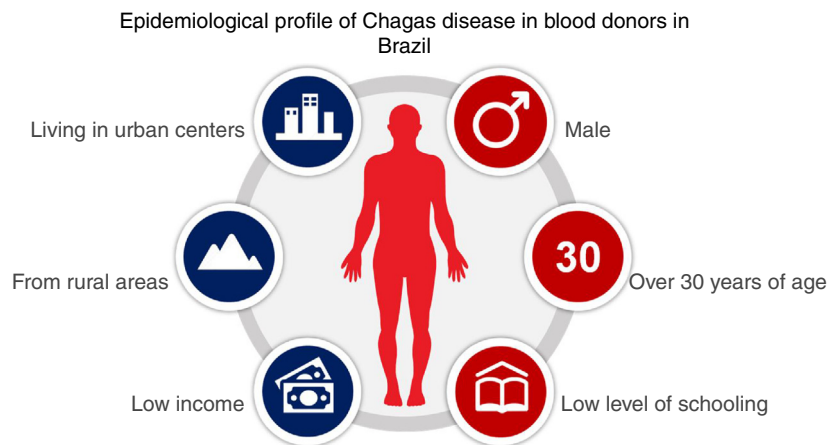 Epidemiological profile of Chagas disease in blood donors in
Brazil
Living in urban centers
Male
From rural areas
30
Over 30 years of age
Low income
Low level of schooling